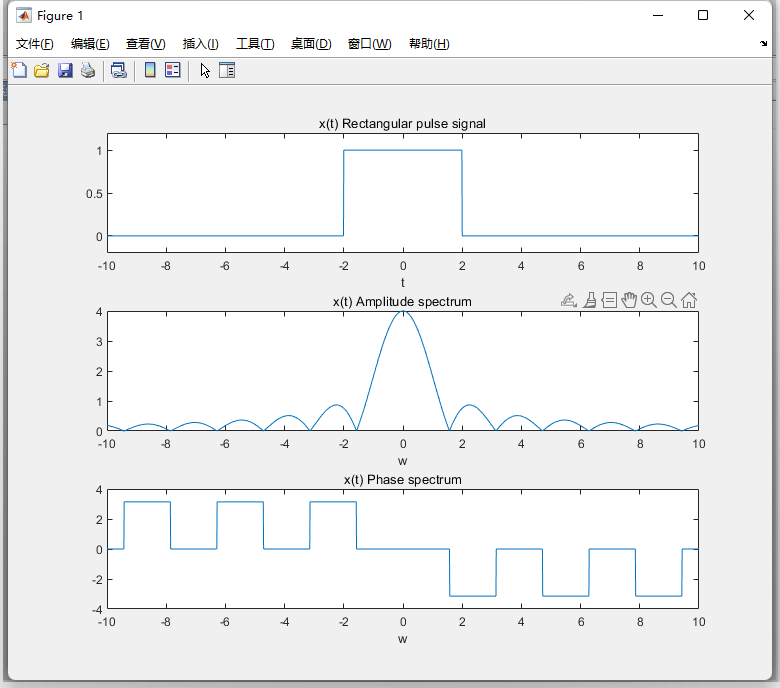 Figure 1
文件(F) 编辑(E) 查看(V) 插入(I) 工具(T) 桌面(D) 窗口(W) 帮助(H)
x(t) Rectangular pulse signal
1
0.5
0
-10 -8 -6 -4 -2 0 2 4 6 8 10
t
x(t) Amplitude spectrum
4
3
2
1
0
-10 -8 -6 -4 -2 0 2 4 6 8 10
w
x(t) Phase spectrum
4
2
0
-2
-4
-10 -8 -6 -4 -2 0 2 4 6 8 10
w